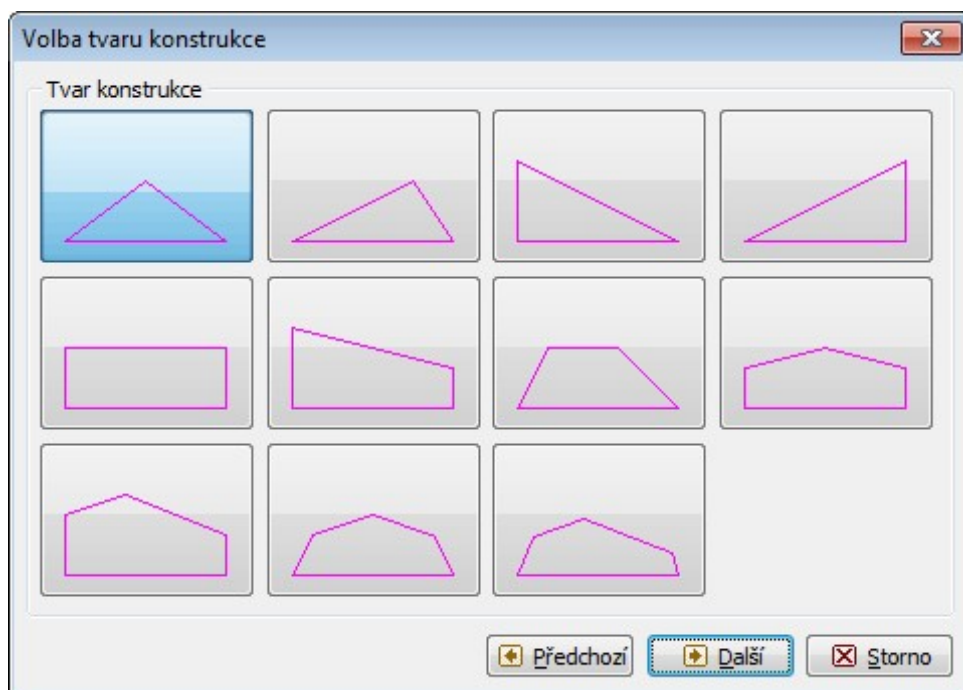 Volba tvaru konstrukce
Tvar konstrukce
Předchozí
Další
Storno